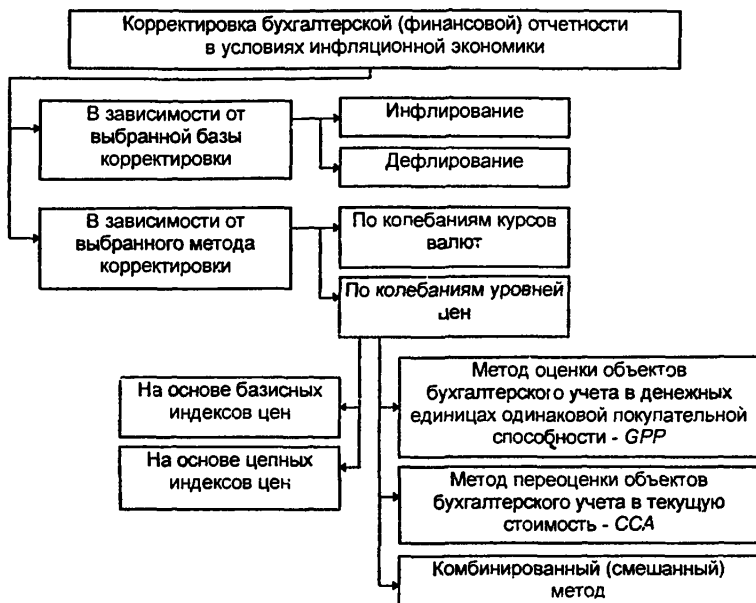 Корректировка бухгалтерской (финансовой) отчетности
в условиях инфляционной экономики
В зависимости от
выбранной базы
корректировки
Инфлирование
Дефлирование
В зависимости от
выбранного метода
корректировки
По колебаниям курсов
валют
По колебаниям уровней
цен
На основе базисных
индексов цен
На основе цепных
индексов цен
Метод оценки объектов
бухгалтерского учета в денежных
единицах одинаковой покупательной
способности - GPP
Метод переоценки объектов
бухгалтерского учета в текущую
стоимость - CCA
Комбинированный (смешанный)
метод